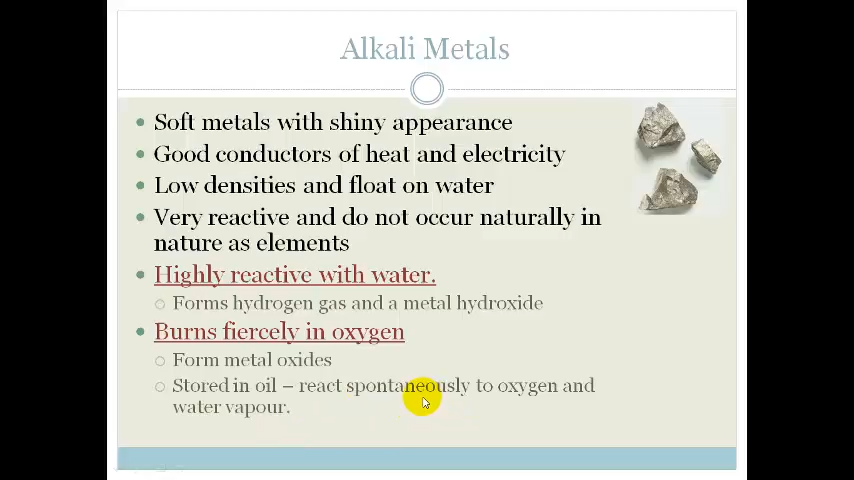 Alkali Metals
Soft metals with shiny appearance
Good conductors of heat and electricity
Low densities and float on water
Very reactive and do not occur naturally in
nature as elements
Highly reactive with water.
Forms hydrogen gas and a metal hydroxide
Burns fiercely in oxygen
Form metal oxides
Stored in oil – react spontaneously to oxygen and
water vapour.